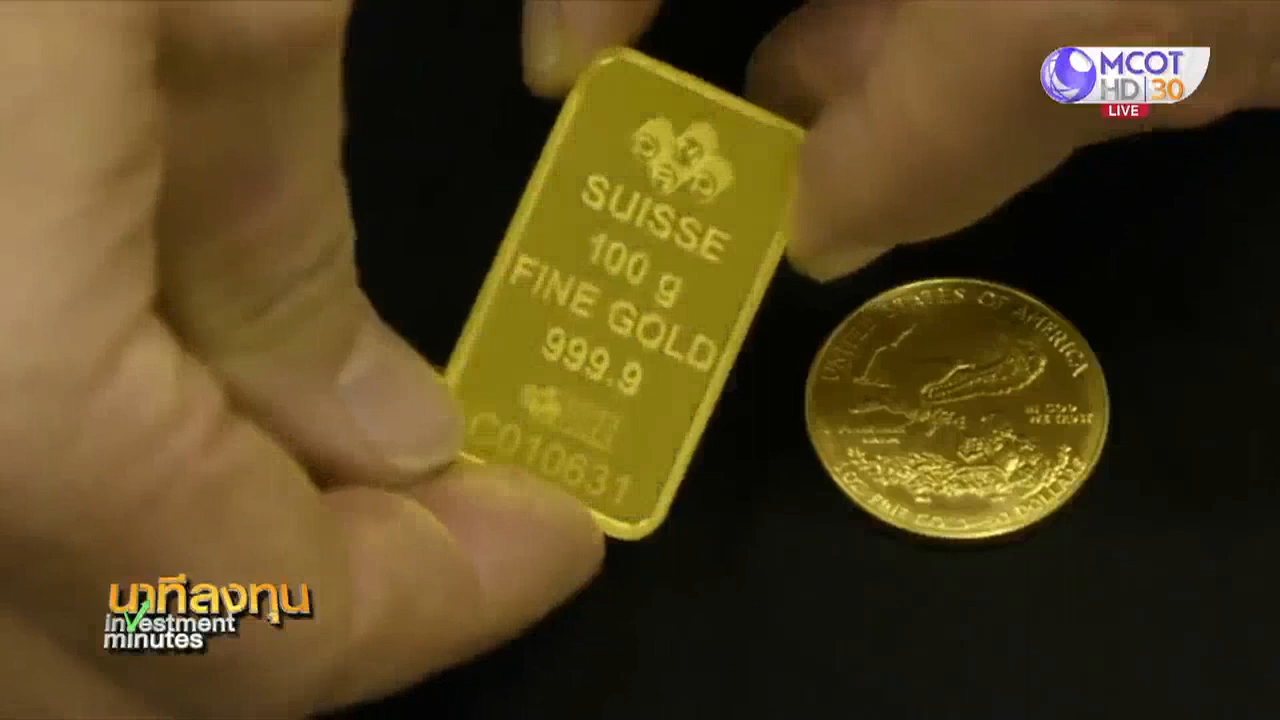 MCOT
HD 30
LIVE
SUISSE
100 g
FINE GOLD
999.9
C010631
UNITED STATES OF AMERICA
นาทีลงทุน
investment
minutes